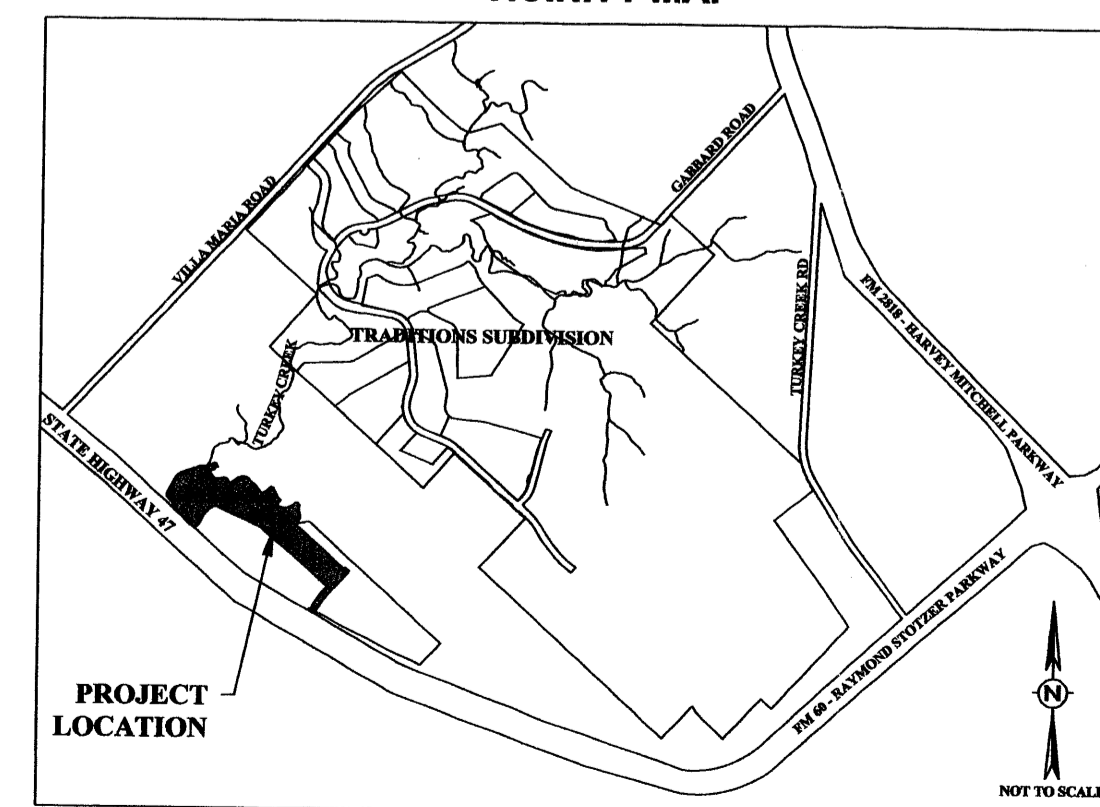 GABBARD ROAD
VILLA MARIA ROAD
TURKEY CREEK RD
FM 2818 - HARVEY MITCHELL PARKWAY
TRADITIONS SUBDIVISION
TURKEY CREEK
STATE HIGHWAY 47
FM 60 - RAYMOND STOTZER PARKWAY
PROJECT
LOCATION
N
NOT TO SCALE